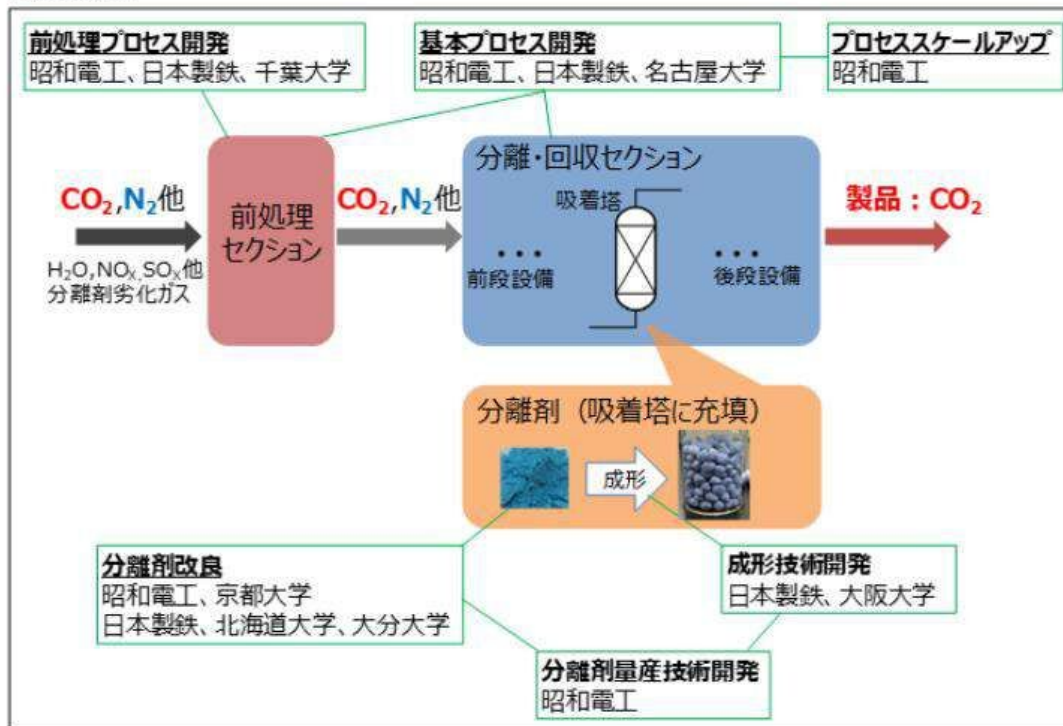 前処理プロセス開発
昭和電工、日本製鉄、千葉大学
基本プロセス開発
昭和電工、日本製鉄、名古屋大学
プロセススケールアップ
昭和電工
CO₂,N₂他
H₂O,NOₓ,SOₓ他
分離剤劣化ガス
前処理
セクション
CO₂,N₂他
分離・回収セクション
吸着塔
・・・
前段設備
・・・
後段設備
製品：CO₂
分離剤（吸着塔に充填）
成形
分離剤改良
昭和電工、京都大学
日本製鉄、北海道大学、大分大学
成形技術開発
日本製鉄、大阪大学
分離剤量産技術開発
昭和電工